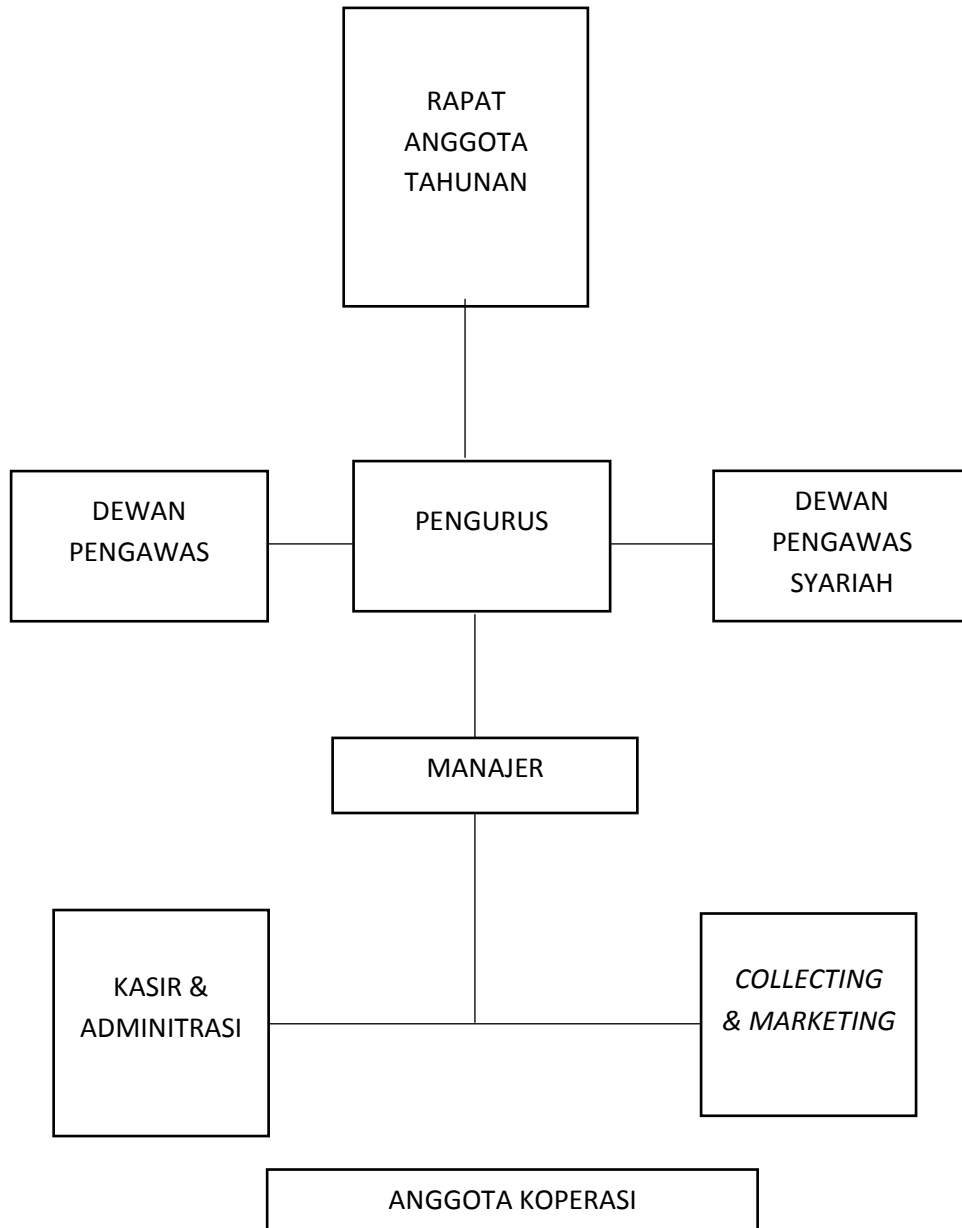 RAPAT
ANGGOTA
TAHUNAN
DEWAN
PENGAWAS
PENGURUS
DEWAN
PENGAWAS
SYARIAH
MANAJER
KASIR &
ADMINITRASI
COLLECTING
& MARKETING
ANGGOTA KOPERASI